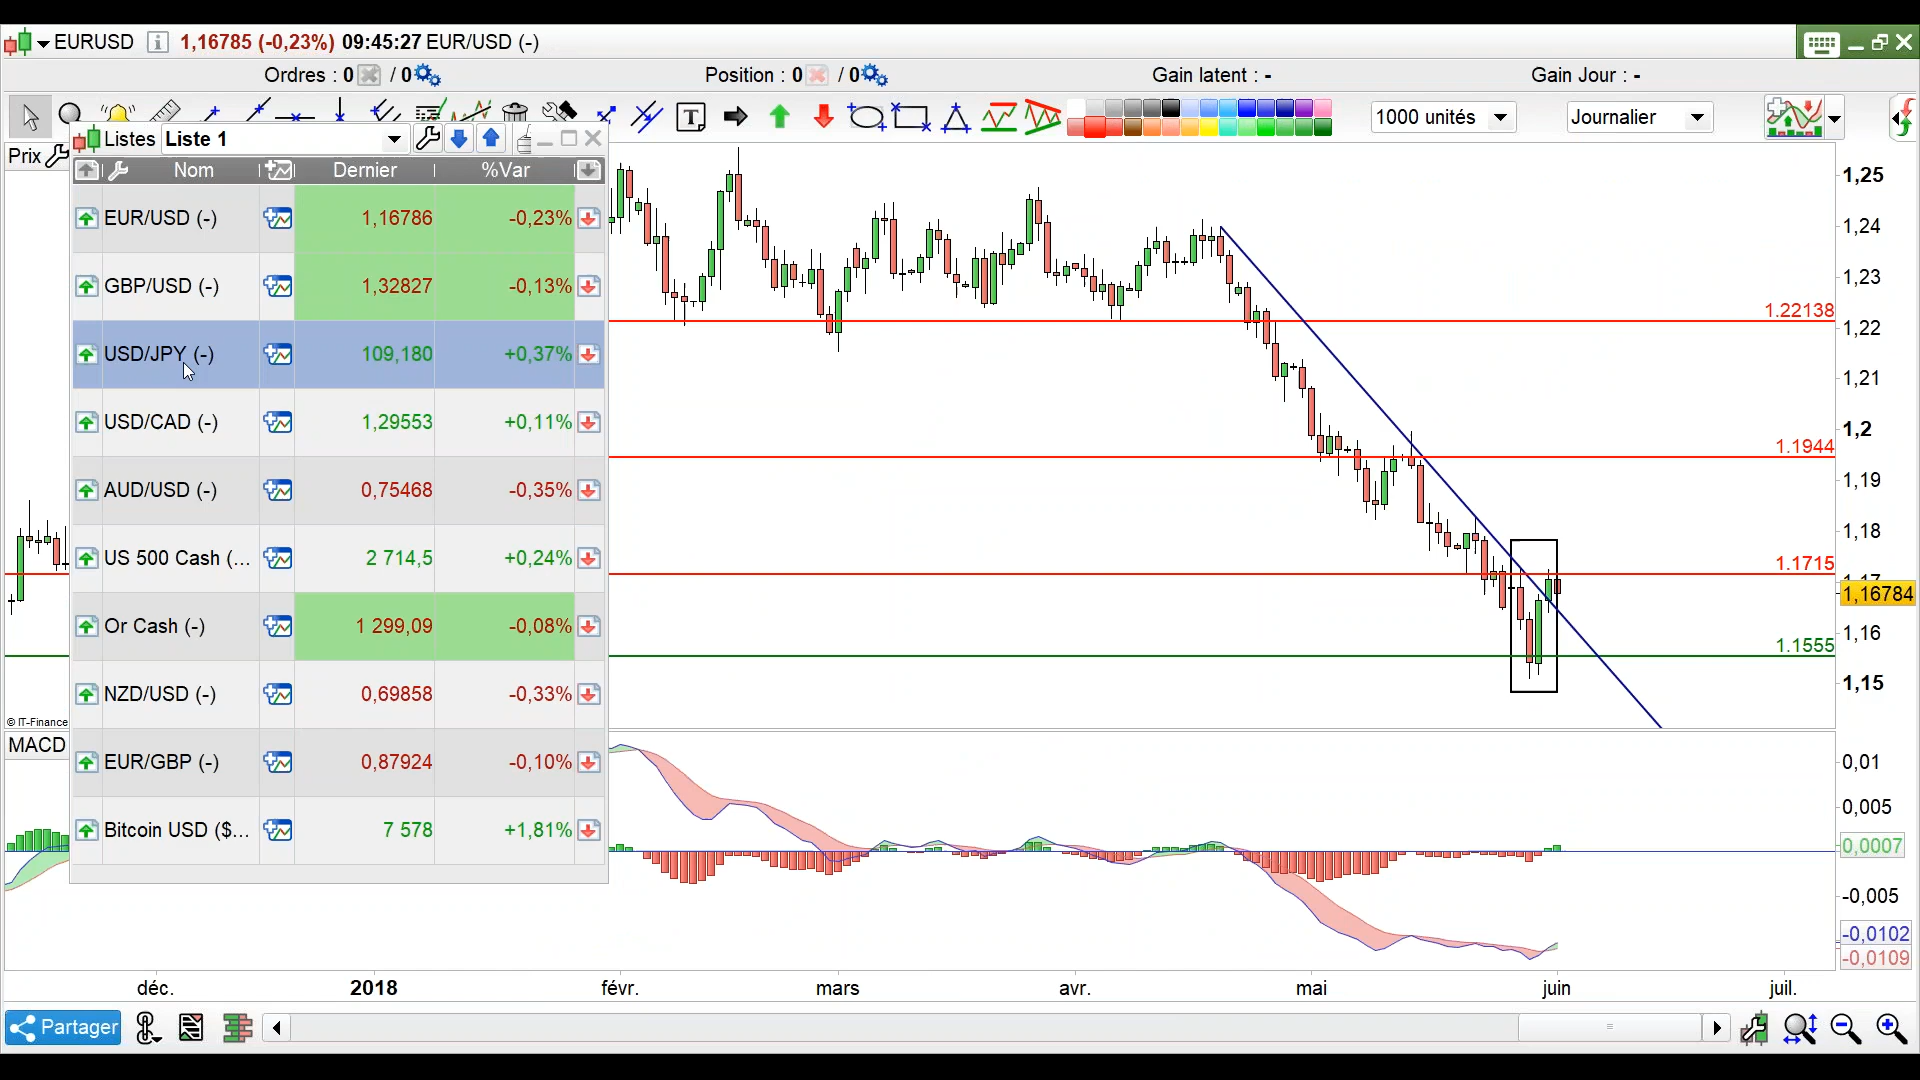 EURUSD 1,16785 (-0,23%) 09:45:27 EUR/USD (-)
Ordres : 0 / 0 Position : 0 / 0 Gain latent : - Gain Jour : -
1000 unités Journalier
Prix
Listes Liste 1
Nom Dernier %Var
EUR/USD (-) 1,16786 -0,23%
GBP/USD (-) 1,32827 -0,13%
USD/JPY (-) 109,180 +0,37%
USD/CAD (-) 1,29553 +0,11%
AUD/USD (-) 0,75468 -0,35%
US 500 Cash (... 2 714,5 +0,24%
Or Cash (-) 1 299,09 -0,08%
NZD/USD (-) 0,69858 -0,33%
EUR/GBP (-) 0,87924 -0,10%
Bitcoin USD ($... 7 578 +1,81%
1.22138
1.1944
1.1715
1.1555
1,25
1,24
1,23
1,22
1,21
1,2
1,19
1,18
1,16784
1,16
1,15
© IT-Finance
MACD
0,01
0,005
0,0007
-0,005
-0,0102
-0,0109
déc. 2018 févr. mars avr. mai juin juil.
Partager